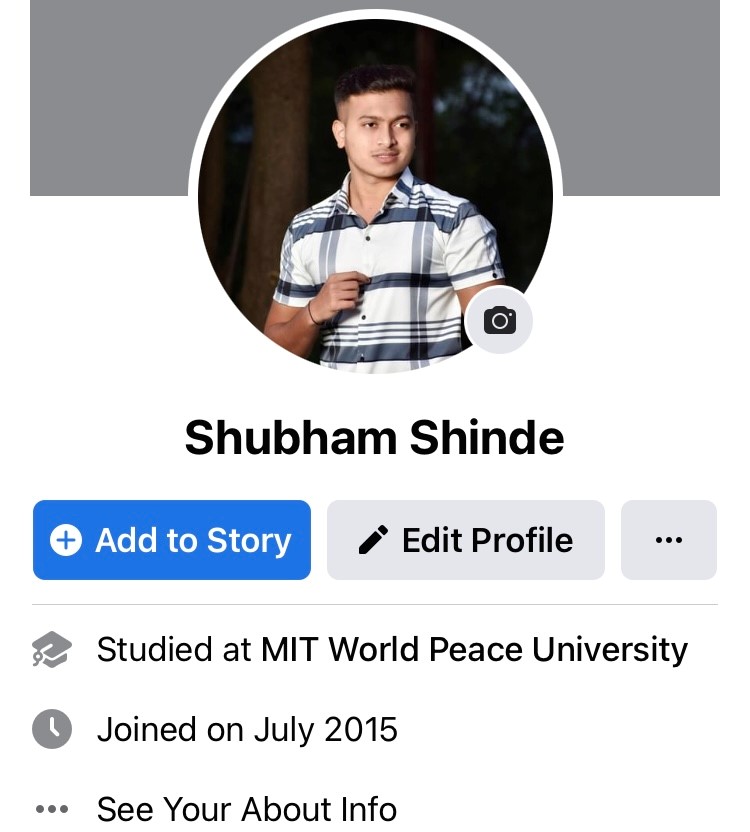 Shubham Shinde
Add to Story
Edit Profile
Studied at MIT World Peace University
Joined on July 2015
See Your About Info